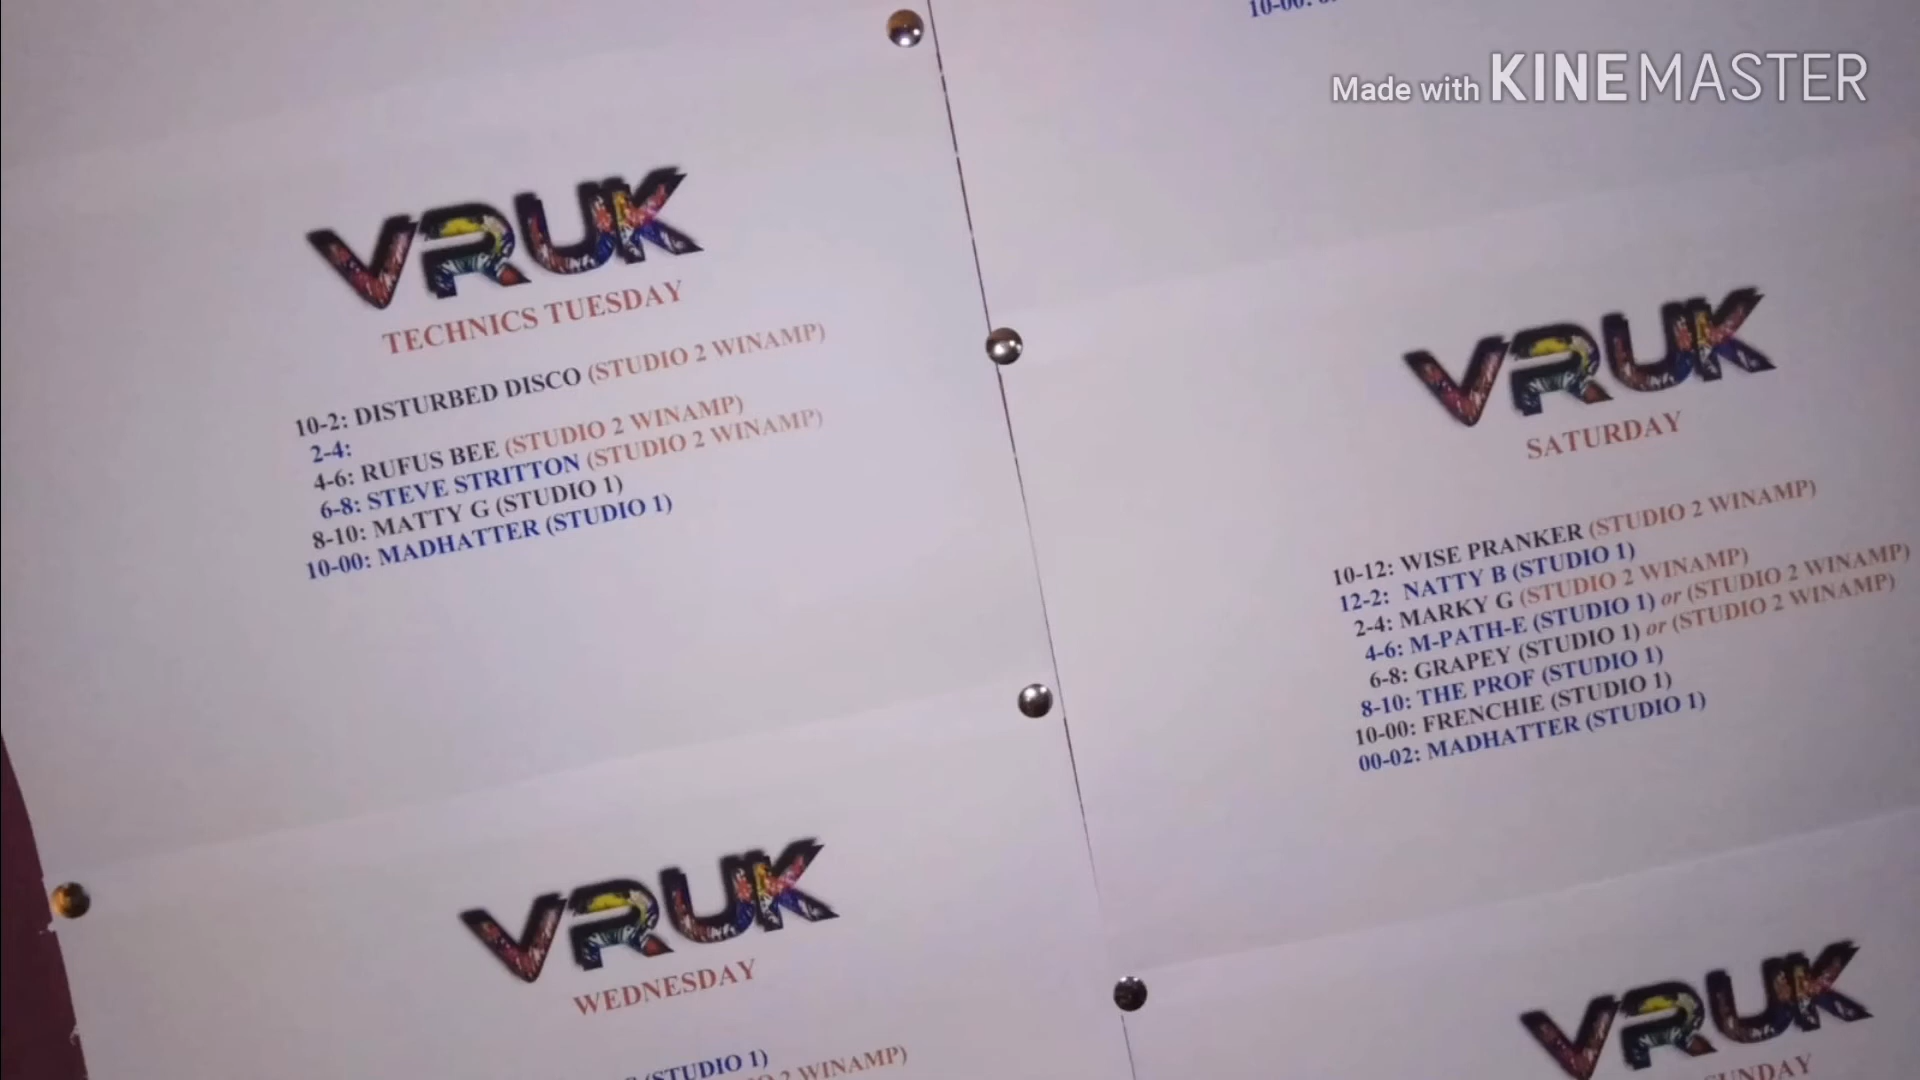 10-00:
Made with KINEMASTER
VRUK
TECHNICS TUESDAY
10-2: DISTURBED DISCO (STUDIO 2 WINAMP)
2-4:
4-6: RUFUS BEE (STUDIO 2 WINAMP)
6-8: STEVE STRITTON (STUDIO 2 WINAMP)
8-10: MATTY G (STUDIO 1)
10-00: MADHATTER (STUDIO 1)
VRUK
SATURDAY
10-12: WISE PRANKER (STUDIO 2 WINAMP)
12-2: NATTY B (STUDIO 1)
2-4: MARKY G (STUDIO 2 WINAMP)
4-6: M-PATH-E (STUDIO 1) or (STUDIO 2 WINAMP)
6-8: GRAPEY (STUDIO 1) or (STUDIO 2 WINAMP)
8-10: THE PROF (STUDIO 1)
10-00: FRENCHIE (STUDIO 1)
00-02: MADHATTER (STUDIO 1)
VRUK
WEDNESDAY
(STUDIO 1)
2 WINAMP)
VRUK
SUNDAY